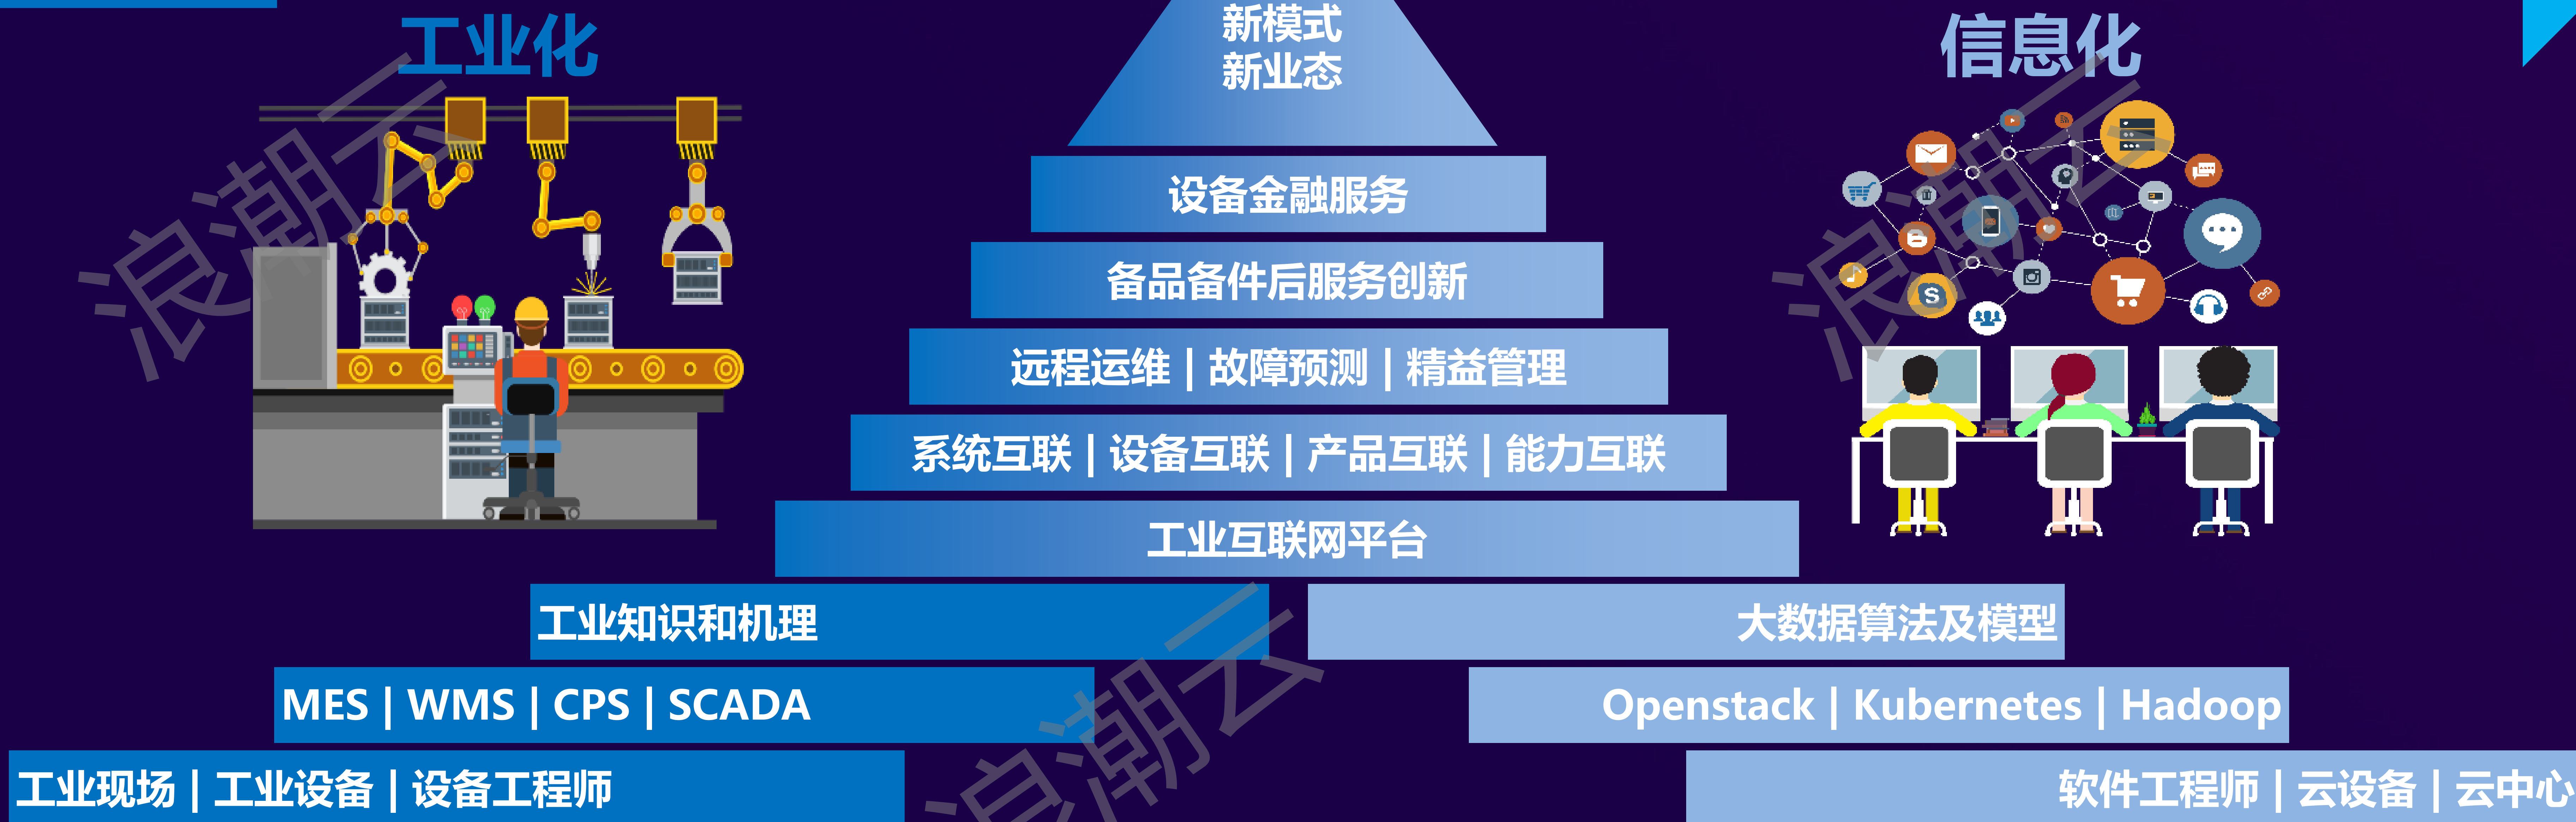 工业化
新模式
新业态
信息化
设备金融服务
备品备件后服务创新
远程运维 | 故障预测 | 精益管理
系统互联 | 设备互联 | 产品互联 | 能力互联
工业互联网平台
工业知识和机理
大数据算法及模型
MES | WMS | CPS | SCADA
Openstack | Kubernetes | Hadoop
工业现场 | 工业设备 | 设备工程师
软件工程师 | 云设备 | 云中心
浪潮云
浪潮云
浪潮云